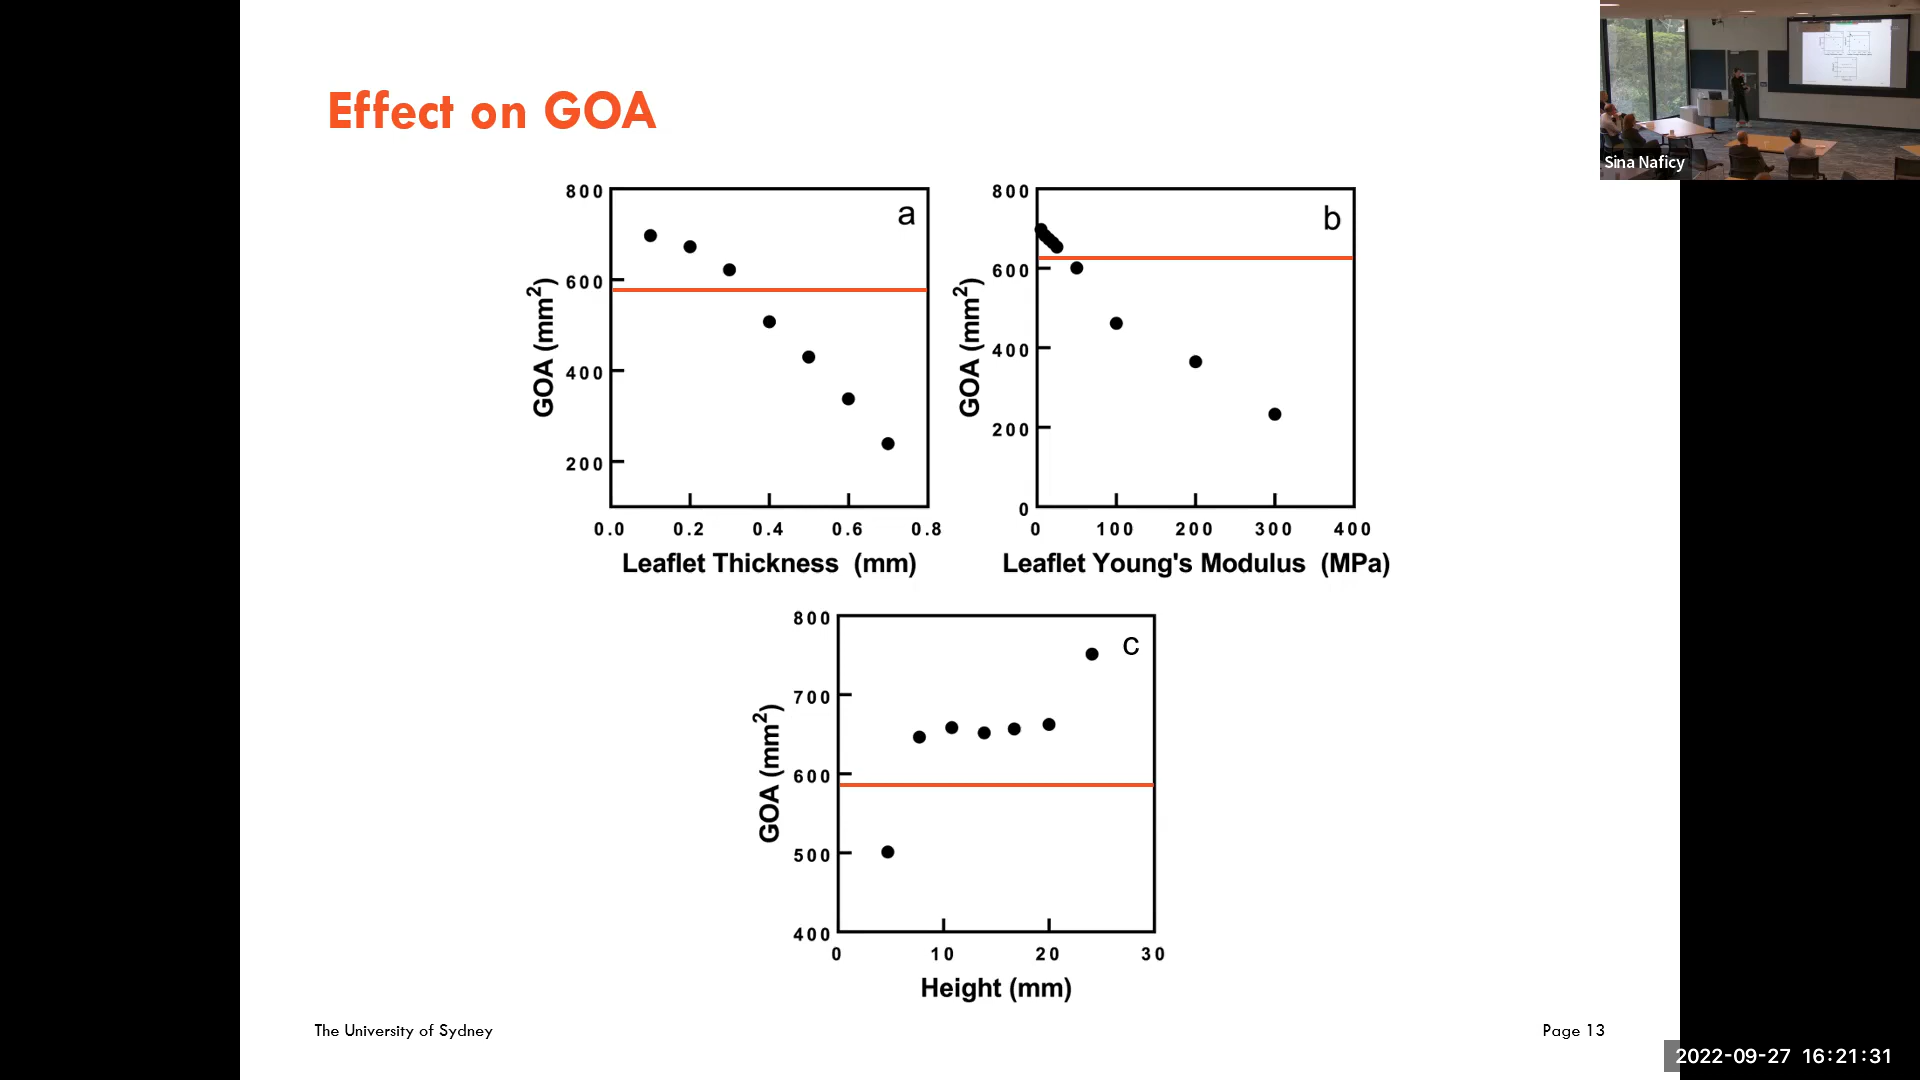 Effect on GOA
800
600
400
200
0.0 0.2 0.4 0.6 0.8
GOA (mm²)
Leaflet Thickness (mm)
a
800
600
400
200
0
0 100 200 300 400
GOA (mm²)
Leaflet Young's Modulus (MPa)
b
800
700
600
500
400
0 10 20 30
GOA (mm²)
Height (mm)
c
Sina Naficy
The University of Sydney
Page 13
2022-09-27 16:21:31